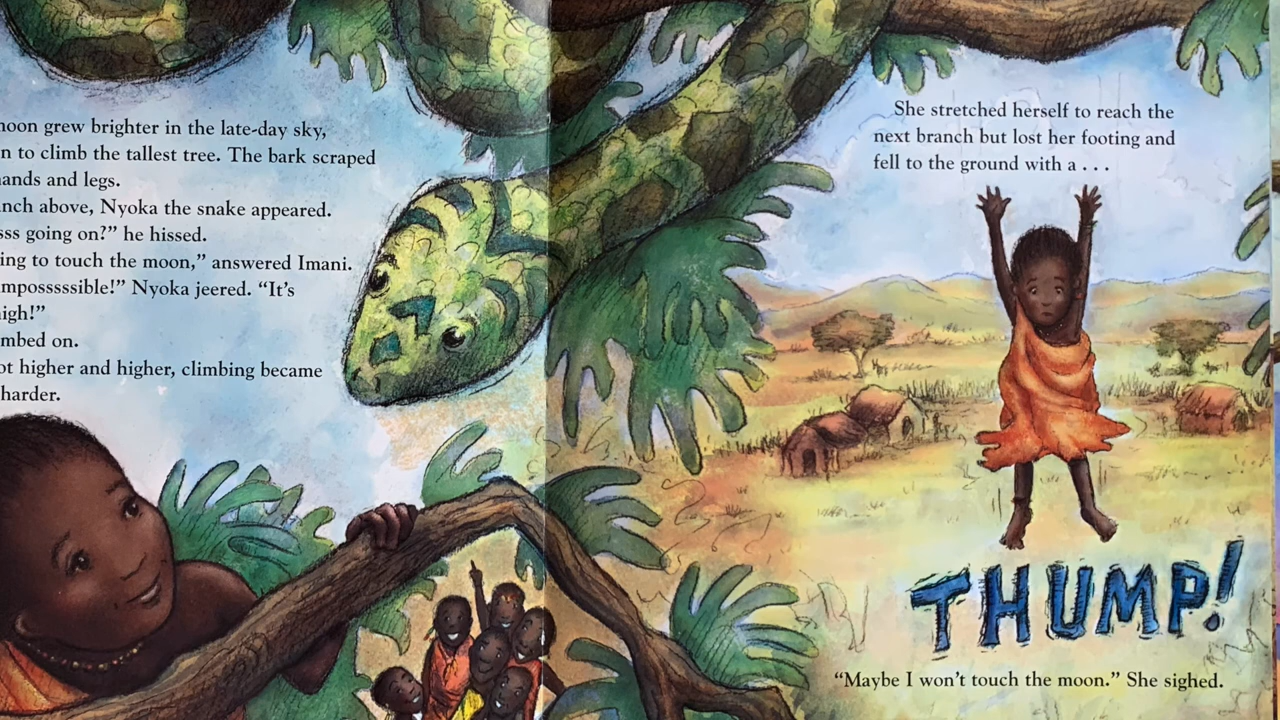 noon grew brighter in the late-day sky,
n to climb the tallest tree. The bark scraped
ands and legs.
nch above, Nyoka the snake appeared.
sss going on?” he hissed.
ing to touch the moon,” answered Imani.
mposssssible!” Nyoka jeered. “It’s
igh!”
mbed on.
ot higher and higher, climbing became
harder.
She stretched herself to reach the
next branch but lost her footing and
fell to the ground with a . . .
THUMP!
“Maybe I won’t touch the moon.” She sighed.